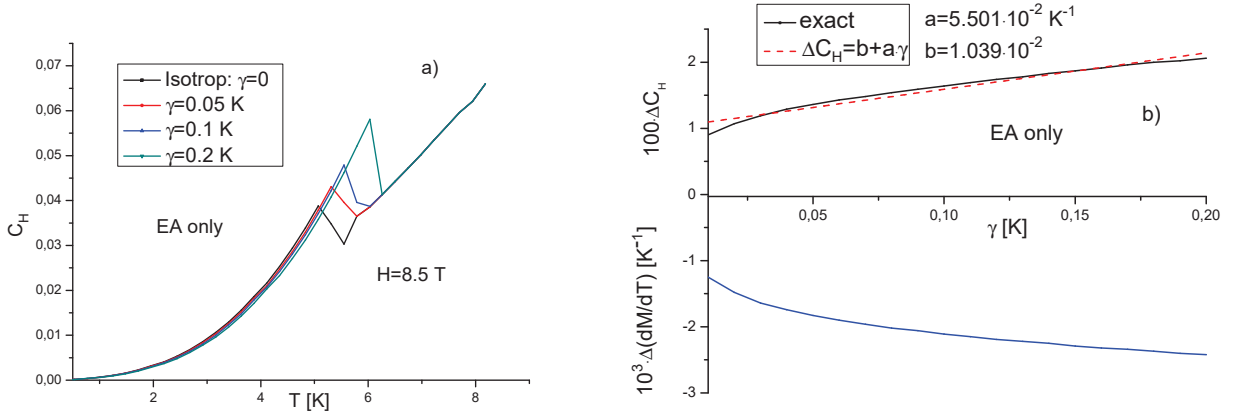 0,07
0,06
0,05
0,04
0,03
0,02
0,01
0,00
C_H
Isotrop: γ=0
γ=0.05 K
γ=0.1 K
γ=0.2 K
a)
EA only
H=8.5 T
2
4
6
8
T [K]
exact
ΔC_H=b+a·γ
a=5.501·10⁻² K⁻¹
b=1.039·10⁻²
2
1
0
100·ΔC_H
b)
EA only
0,05
0,10
0,15
0,20
γ [K]
-1
-2
-3
10³·Δ(dM/dT) [K⁻¹]